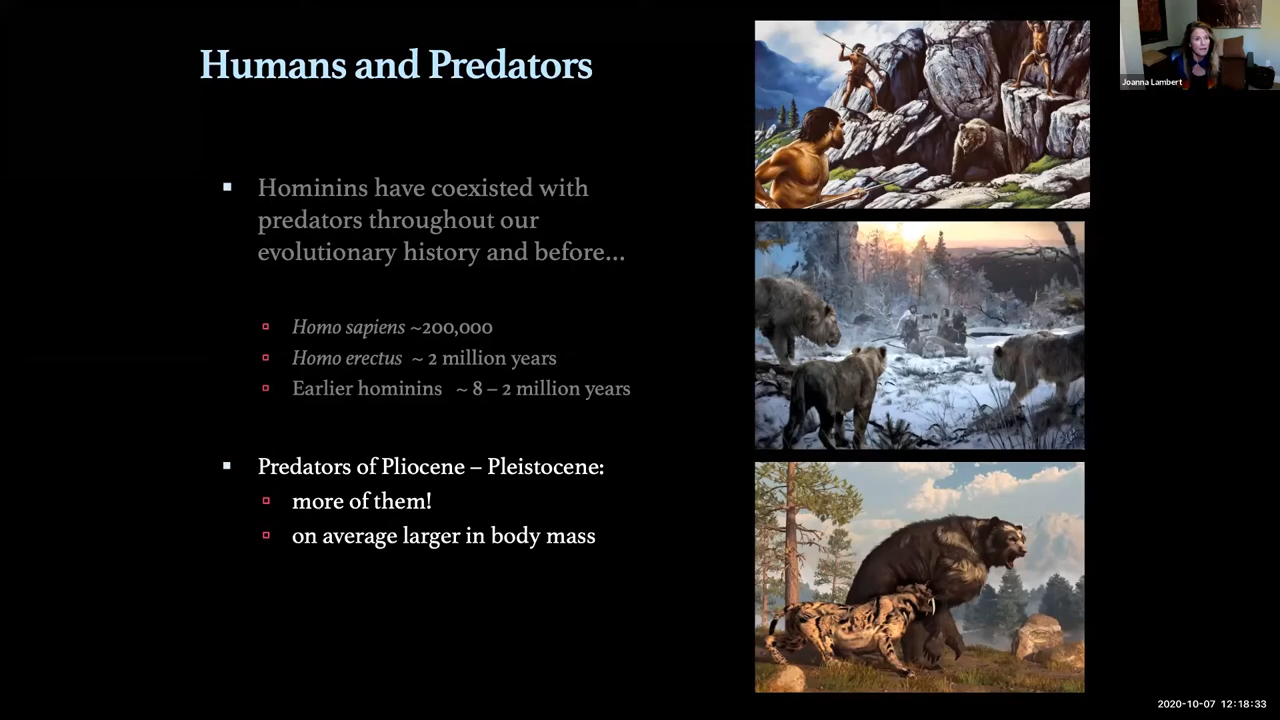 Humans and Predators
Joanna Lambert
Hominins have coexisted with
predators throughout our
evolutionary history and before...
Homo sapiens ~200,000
Homo erectus ~ 2 million years
Earlier hominins ~ 8 – 2 million years
Predators of Pliocene – Pleistocene:
more of them!
on average larger in body mass
2020-10-07 12:18:33